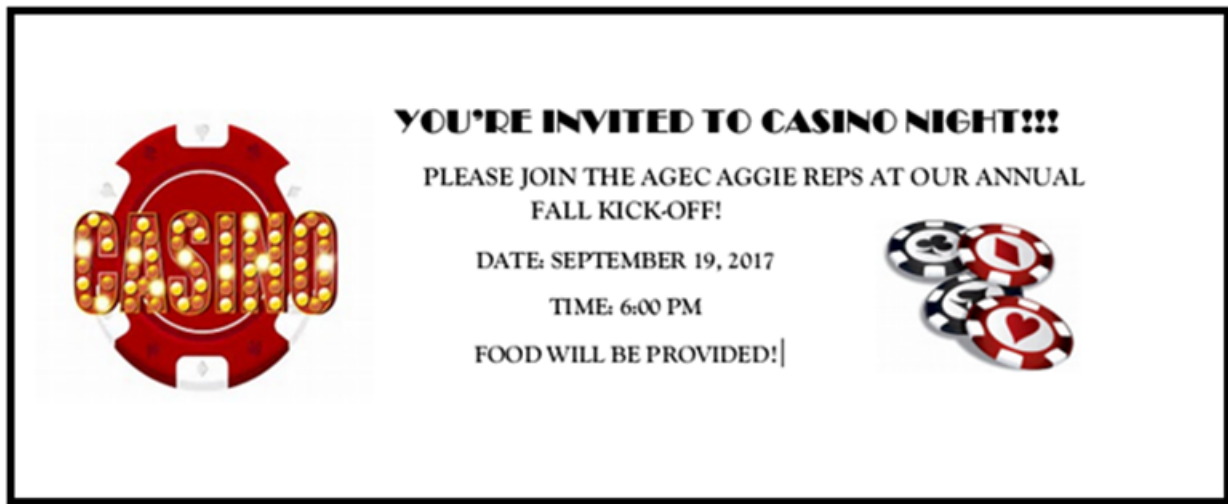 CASINO
YOU'RE INVITED TO CASINO NIGHT!!!
PLEASE JOIN THE AGEC AGGIE REPS AT OUR ANNUAL
FALL KICK-OFF!
DATE: SEPTEMBER 19, 2017
TIME: 6:00 PM
FOOD WILL BE PROVIDED!